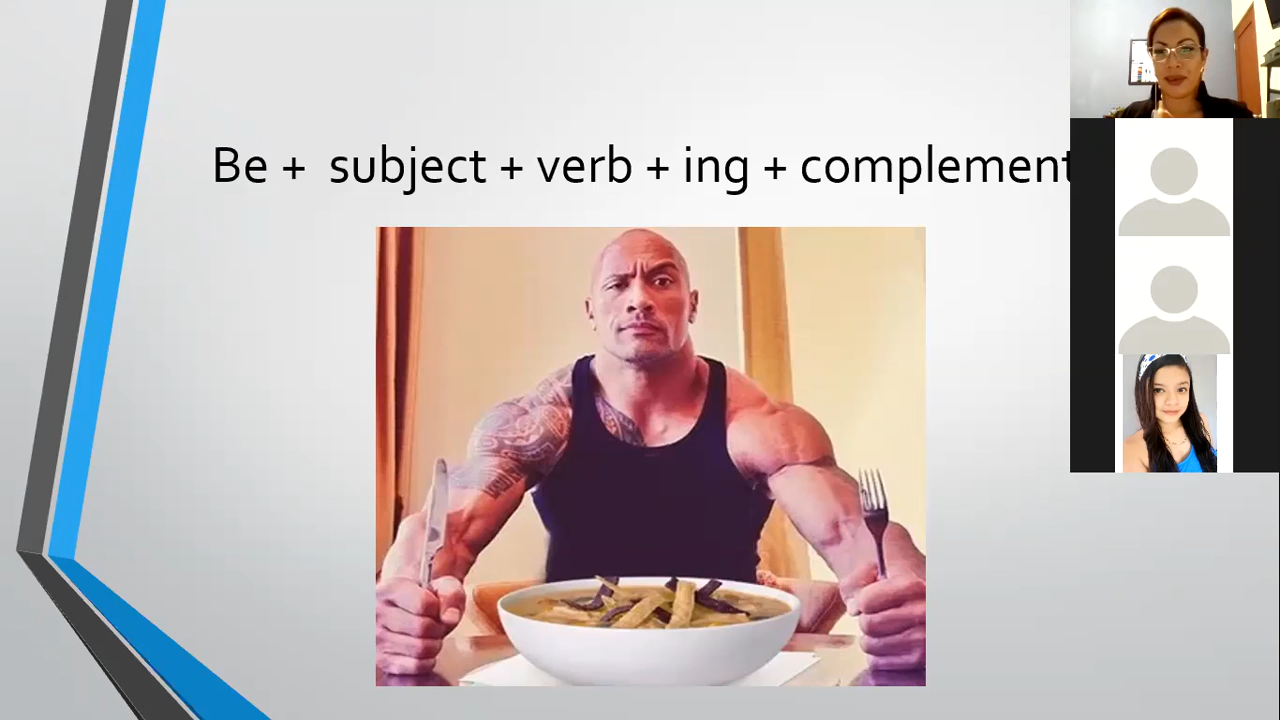 Be + subject + verb + ing + complement